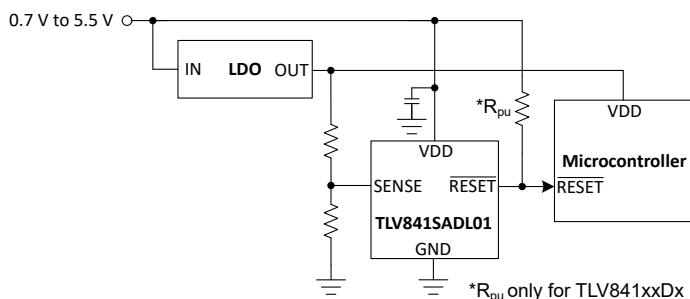 0.7 V to 5.5 V
IN LDO OUT
*Rpu
VDD
VDD
Microcontroller
SENSE RESET RESET
TLV841SADL01
GND
*Rpu only for TLV841xxDx